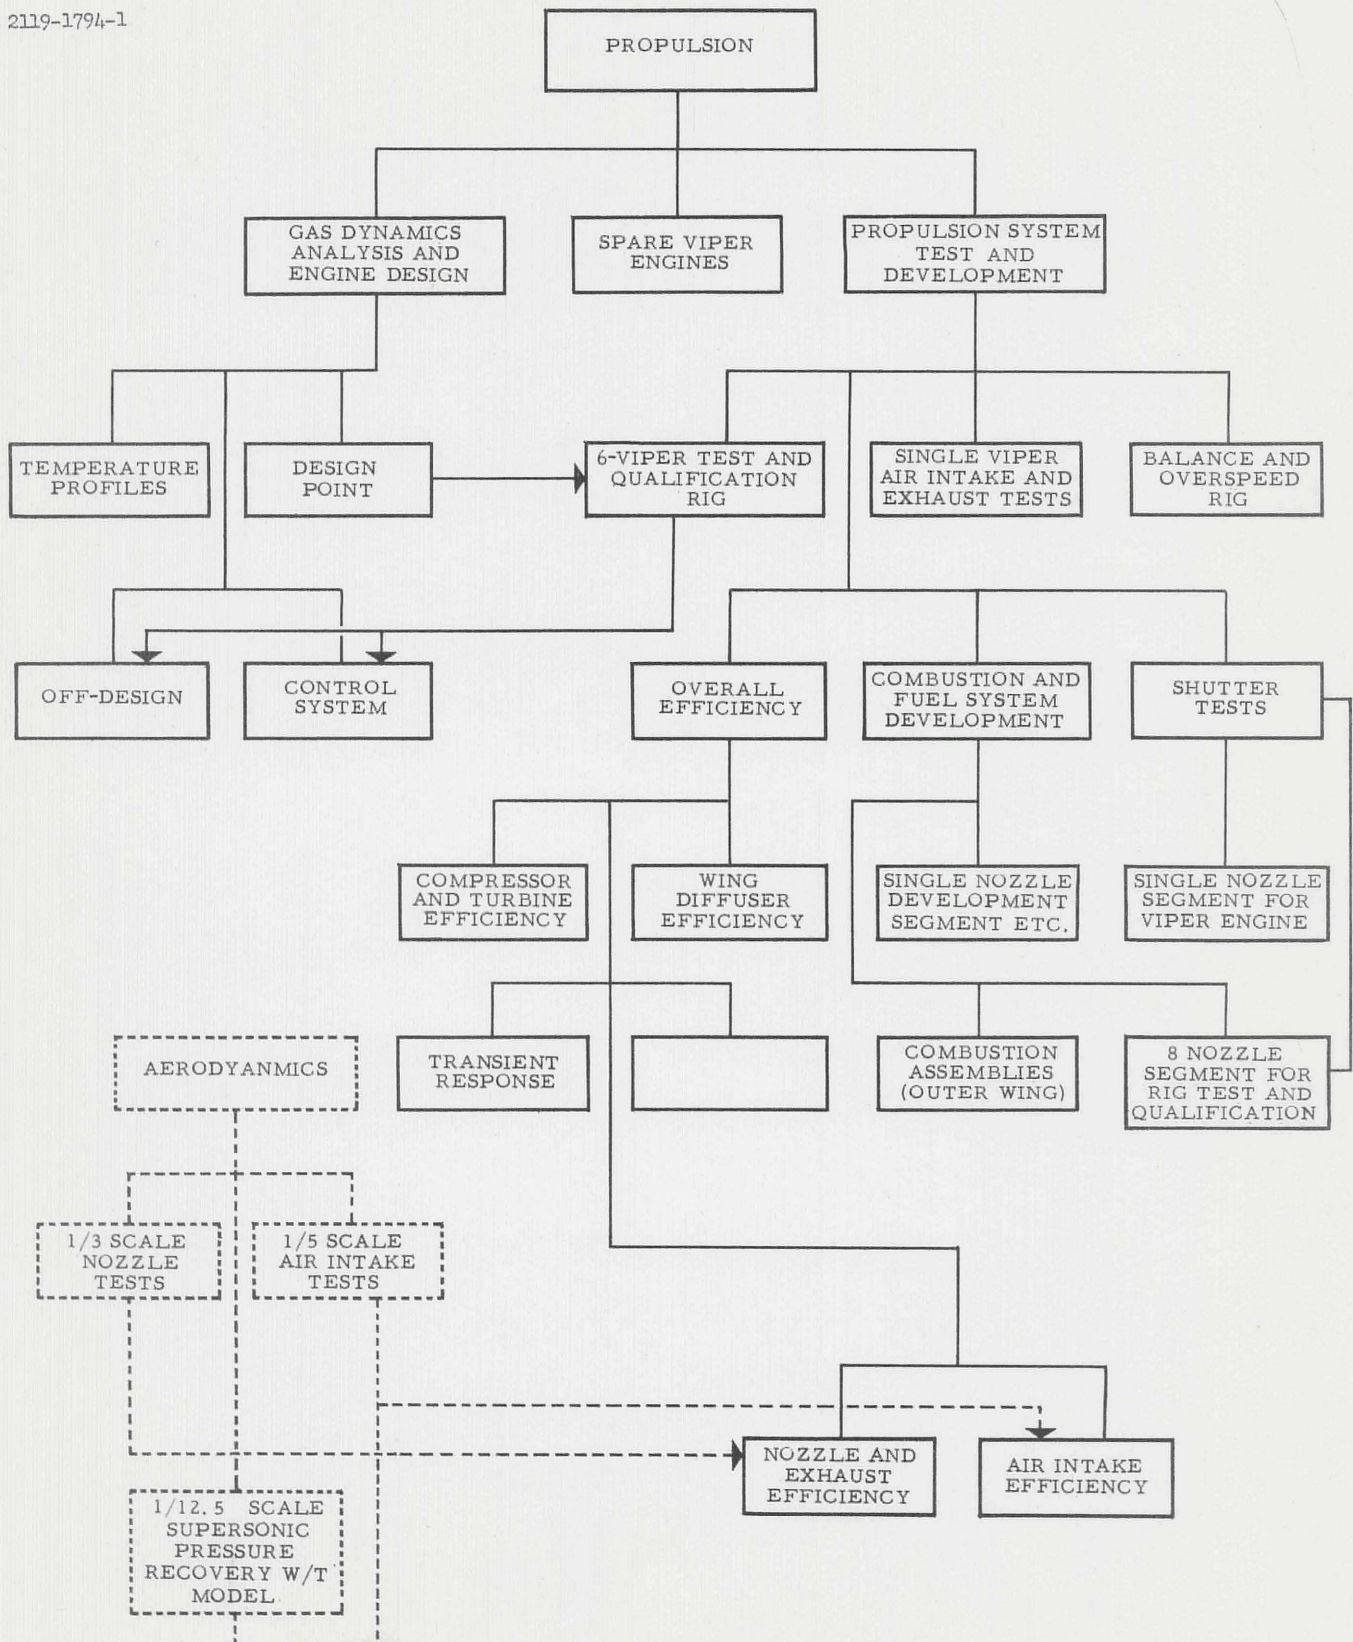 2119-1794-1
PROPULSION
GAS DYNAMICS
ANALYSIS AND
ENGINE DESIGN
SPARE VIPER
ENGINES
PROPULSION SYSTEM
TEST AND
DEVELOPMENT
TEMPERATURE
PROFILES
DESIGN
POINT
6-VIPER TEST AND
QUALIFICATION
RIG
SINGLE VIPER
AIR INTAKE AND
EXHAUST TESTS
BALANCE AND
OVERSPEED
RIG
OFF-DESIGN
CONTROL
SYSTEM
OVERALL
EFFICIENCY
COMBUSTION AND
FUEL SYSTEM
DEVELOPMENT
SHUTTER
TESTS
COMPRESSOR
AND TURBINE
EFFICIENCY
WING
DIFFUSER
EFFICIENCY
SINGLE NOZZLE
DEVELOPMENT
SEGMENT ETC.
SINGLE NOZZLE
SEGMENT FOR
VIPER ENGINE
AERODYANMICS
TRANSIENT
RESPONSE
COMBUSTION
ASSEMBLIES
(OUTER WING)
8 NOZZLE
SEGMENT FOR
RIG TEST AND
QUALIFICATION
1/3 SCALE
NOZZLE
TESTS
1/5 SCALE
AIR INTAKE
TESTS
NOZZLE AND
EXHAUST
EFFICIENCY
AIR INTAKE
EFFICIENCY
1/12.5 SCALE
SUPERSONIC
PRESSURE
RECOVERY W/T
MODEL